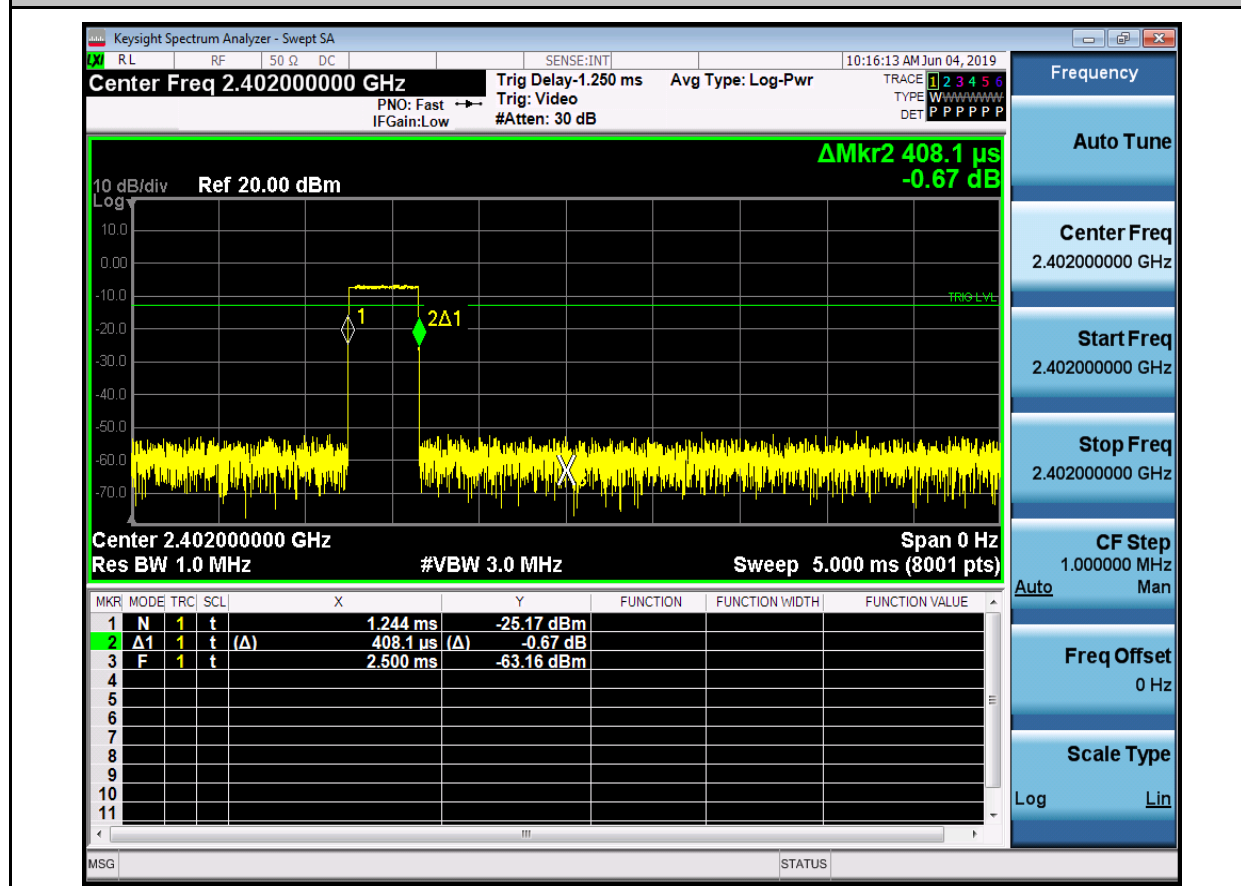 Keysight Spectrum Analyzer - Swept SA
LXI RL RF 50 Ω DC SENSE:INT 10:16:13 AM Jun 04, 2019
Center Freq 2.402000000 GHz
PNO: Fast
IFGain:Low
Trig Delay-1.250 ms
Trig: Video
#Atten: 30 dB
Avg Type: Log-Pwr
TRACE 1 2 3 4 5 6
TYPE WWWWWW
DET P P P P P P
ΔMkr2 408.1 µs
-0.67 dB
10 dB/div Ref 20.00 dBm
Log
10.0
0.00
-10.0
TRIG LVL
-20.0
1
2Δ1
-30.0
-40.0
-50.0
-60.0
-70.0
Center 2.402000000 GHz Span 0 Hz
Res BW 1.0 MHz #VBW 3.0 MHz Sweep 5.000 ms (8001 pts)
MKR MODE TRC SCL X Y FUNCTION FUNCTION WIDTH FUNCTION VALUE
1 N 1 t 1.244 ms -25.17 dBm
2 Δ1 1 t (Δ) 408.1 µs (Δ) -0.67 dB
3 F 1 t 2.500 ms -63.16 dBm
4
5
6
7
8
9
10
11
MSG STATUS
Frequency
Auto Tune
Center Freq
2.402000000 GHz
Start Freq
2.402000000 GHz
Stop Freq
2.402000000 GHz
CF Step
1.000000 MHz
Auto Man
Freq Offset
0 Hz
Scale Type
Log Lin